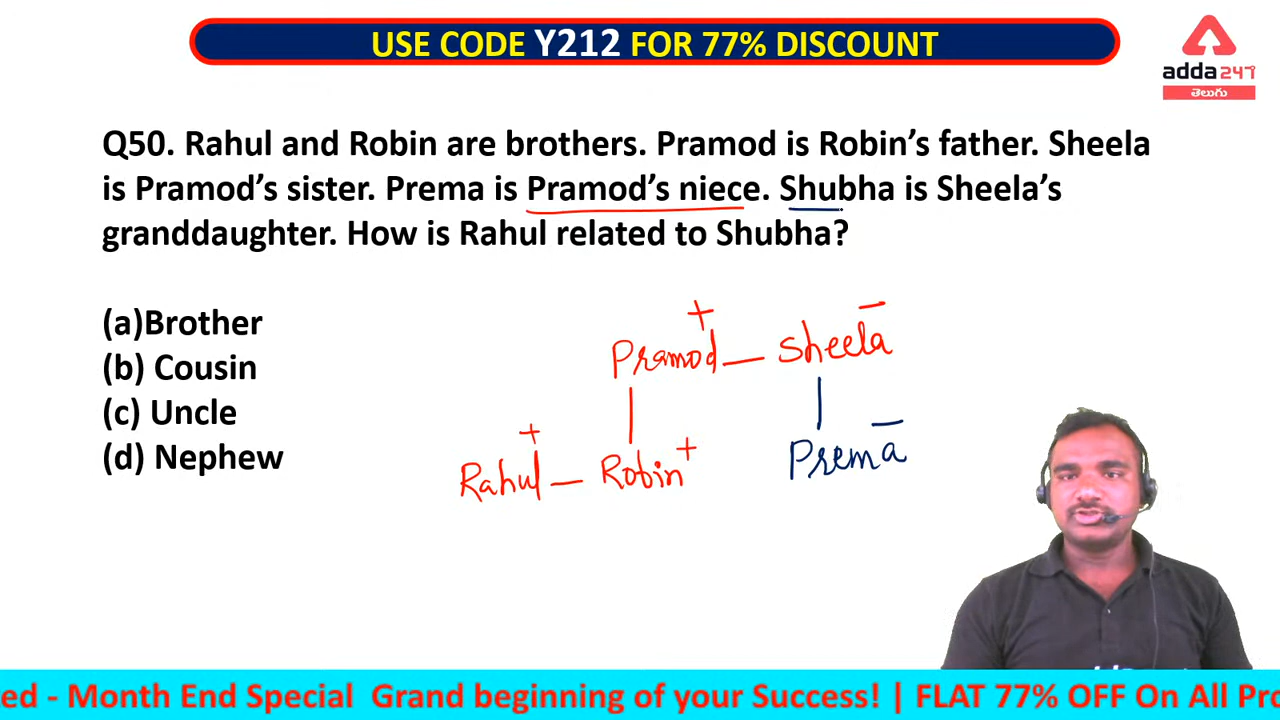 USE CODE Y212 FOR 77% DISCOUNT
adda247
తెలుగు
Q50. Rahul and Robin are brothers. Pramod is Robin’s father. Sheela
is Pramod’s sister. Prema is Pramod’s niece. Shubha is Sheela’s
granddaughter. How is Rahul related to Shubha?
(a)Brother
(b) Cousin
(c) Uncle
(d) Nephew
+ −
Pramod — Sheela
+ + −
Rahul — Robin Prema
ed - Month End Special Grand beginning of your Success! | FLAT 77% OFF On All Pro